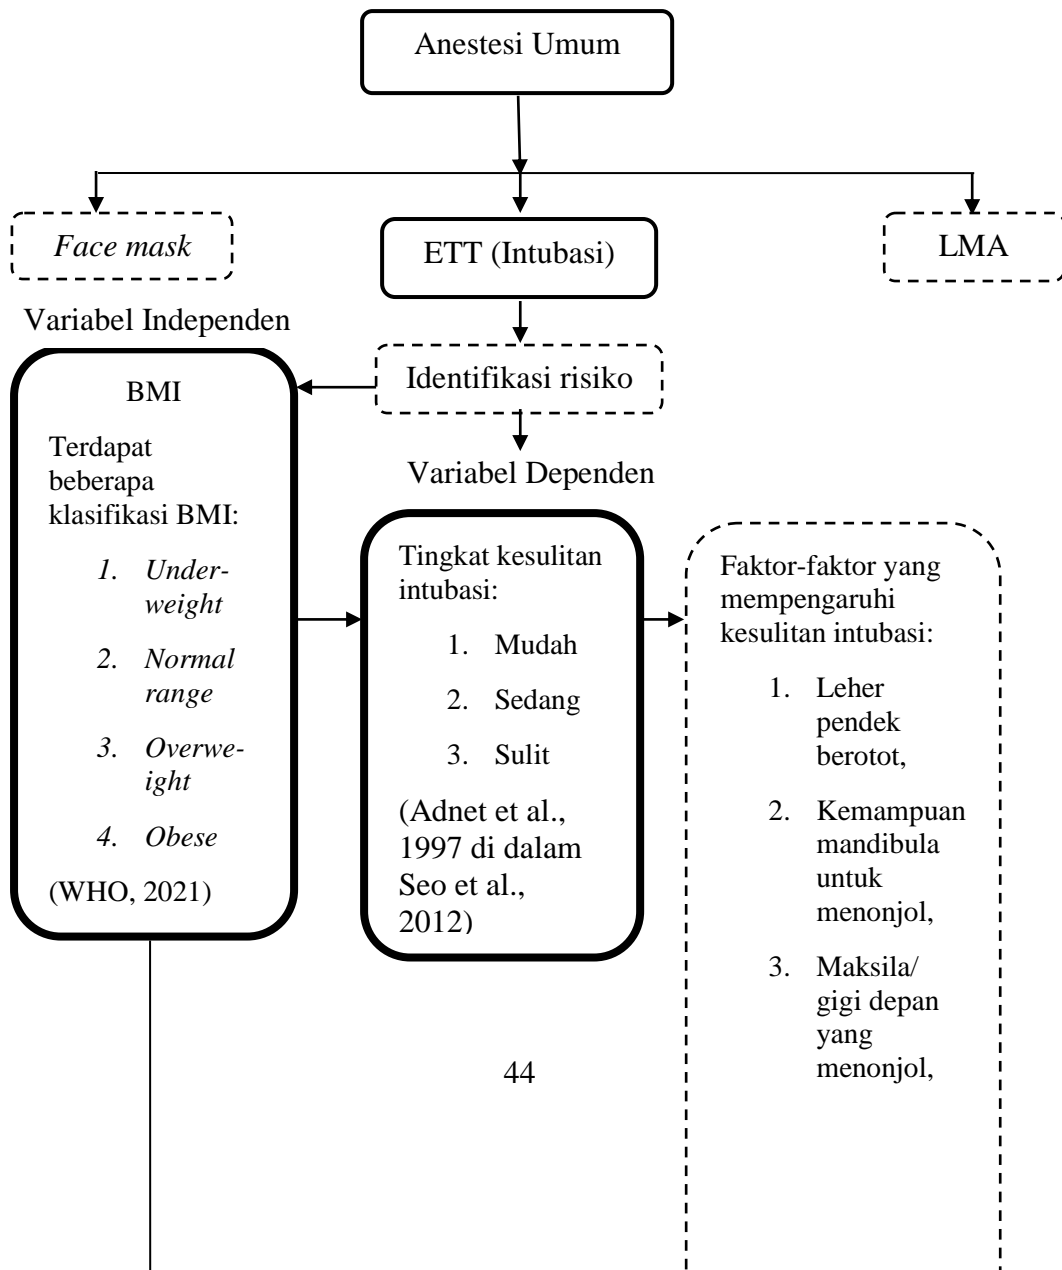 Anestesi Umum
Face mask
ETT (Intubasi)
LMA
Variabel Independen
Identifikasi risiko
BMI
Terdapat
beberapa
klasifikasi BMI:
1. Under-
weight
2. Normal
range
3. Overwe-
ight
4. Obese
(WHO, 2021)
Variabel Dependen
Tingkat kesulitan
intubasi:
1. Mudah
2. Sedang
3. Sulit
(Adnet et al.,
1997 di dalam
Seo et al.,
2012)
Faktor-faktor yang
mempengaruhi
kesulitan intubasi:
1. Leher
pendek
berotot,
2. Kemampuan
mandibula
untuk
menonjol,
3. Maksila/
gigi depan
yang
menonjol,
44